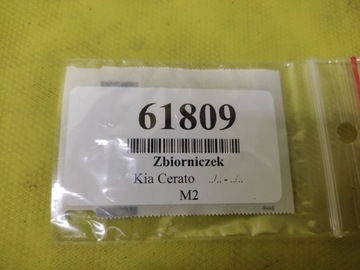 61809
Zbiorniczek
Kia Cerato ../.. - ../..
M2